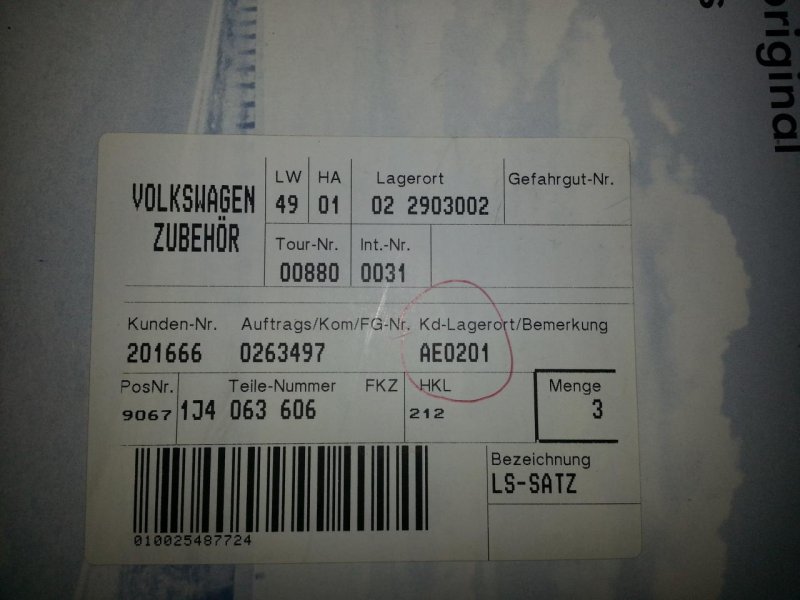 original
s
VOLKSWAGEN
ZUBEHÖR
LW HA Lagerort Gefahrgut-Nr.
49 01 02 2903002
Tour-Nr. Int.-Nr.
00880 0031
Kunden-Nr. Auftrags/Kom/FG-Nr. Kd-Lagerort/Bemerkung
201666 0263497 AE0201
PosNr. Teile-Nummer FKZ HKL Menge
9067 1J4 063 606 212 3
Bezeichnung
LS-SATZ
010025487724